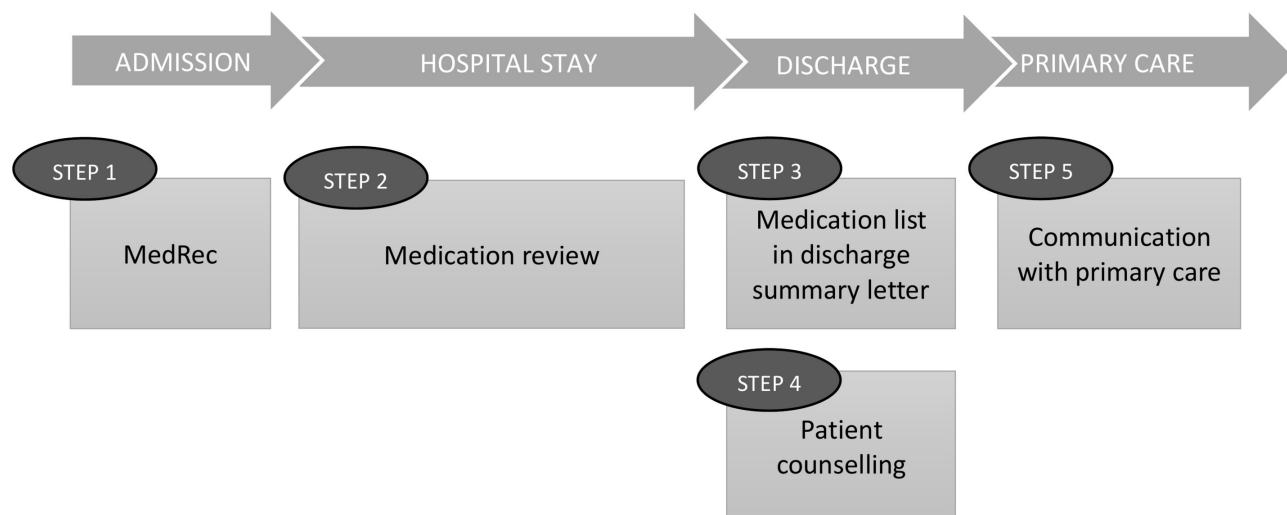 ADMISSION
HOSPITAL STAY
DISCHARGE
PRIMARY CARE
STEP 1
MedRec
STEP 2
Medication review
STEP 3
Medication list
in discharge
summary letter
STEP 4
Patient
counselling
STEP 5
Communication
with primary care